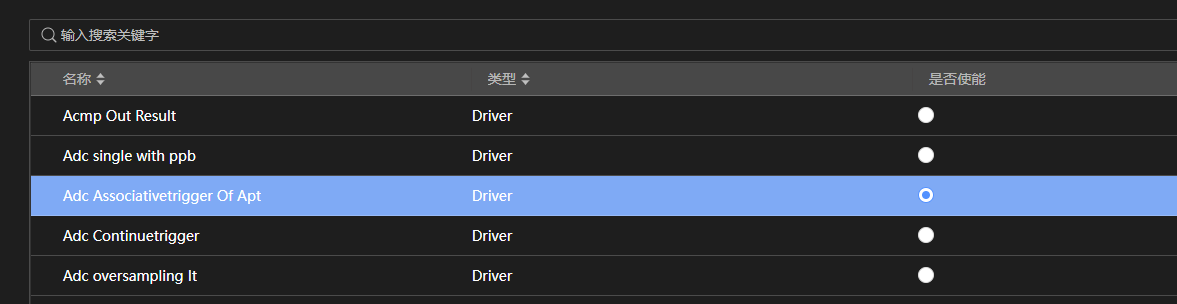 输入搜索关键字
名称 类型 是否使能
Acmp Out Result Driver
Adc single with ppb Driver
Adc Associativetrigger Of Apt Driver
Adc Continuetrigger Driver
Adc oversampling It Driver